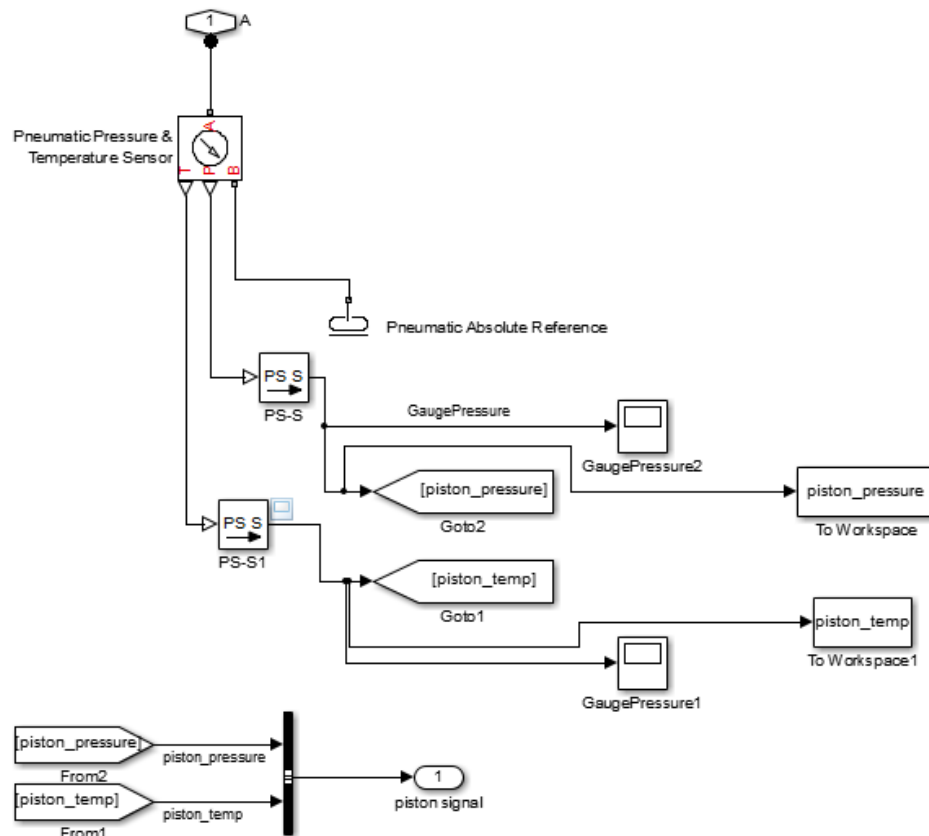 1
A
Pneumatic Pressure &
Temperature Sensor
A
T
P
B
Pneumatic Absolute Reference
PS S
PS-S
GaugePressure
GaugePressure2
[piston_pressure]
Goto2
piston_pressure
To Workspace
PS S
PS-S1
[piston_temp]
Goto1
piston_temp
To Workspace1
GaugePressure1
[piston_pressure]
From2
piston_pressure
[piston_temp]
From1
piston_temp
1
piston signal